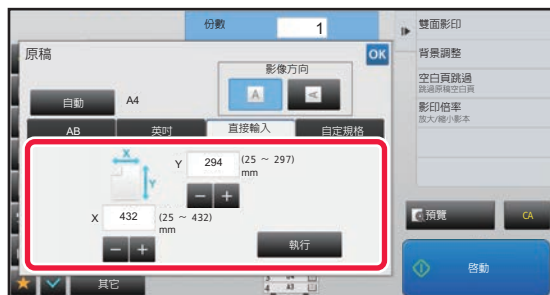 份數
1
雙面影印
原稿
OK
背景調整
影像方向
空白頁跳過
跳過原稿空白頁
自動
A4
A
A
影印倍率
放大/縮小影本
AB
英吋
直接輸入
自定規格
X
Y
Y
294
(25 ~ 297)
mm
X
432
(25 ~ 432)
mm
預覽
CA
執行
啓動
其它
4
A3